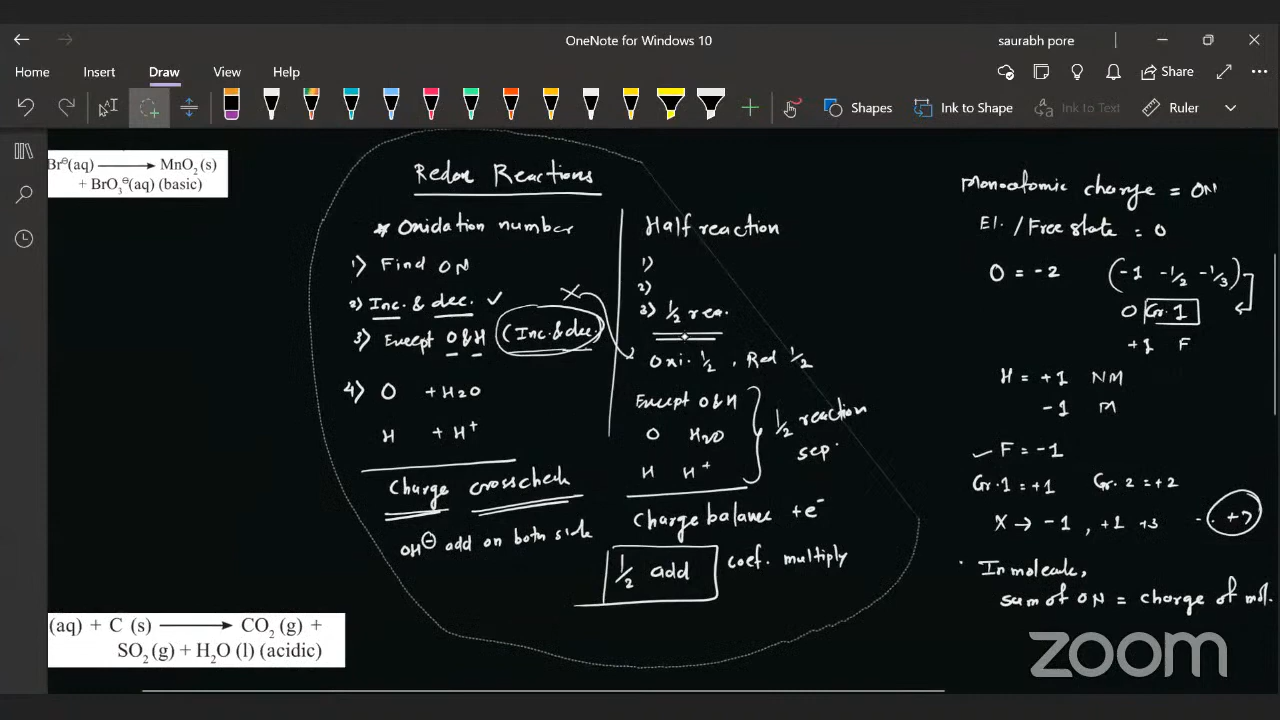 OneNote for Windows 10
saurabh pore
Home Insert Draw View Help
Share
Shapes Ink to Shape Ink to Text Ruler
Br⊖(aq) ⟶ MnO₂(s)
+ BrO₃⊖(aq) (basic)
Redox Reactions
* Oxidation number
1) Find ON
2) Inc. & dec. ✓
3) Except O & H (Inc. & dec.)
4) O + H₂O
H + H⁺
Charge crosscheck
OH⊖ add on both side
Half reaction
1)
2)
3) ½ rea.
Oxi. ½, Red ½
Except O & H
O H₂O
H H⁺
½ reaction
sep.
Charge balance + e⁻
½ add coef. multiply
Monoatomic charge = ON
El. / Free state = 0
O = -2 (-1 -½ -⅓)
O Gr. 1
+1 F
H = +1 NM
-1 M
✓ F = -1
Gr. 1 = +1 Gr. 2 = +2
X → -1, +1 +3 - . +7
. In molecule,
sum of ON = charge of mol.
(aq) + C (s) ⟶ CO₂ (g) +
SO₂ (g) + H₂O (l) (acidic)
zoom